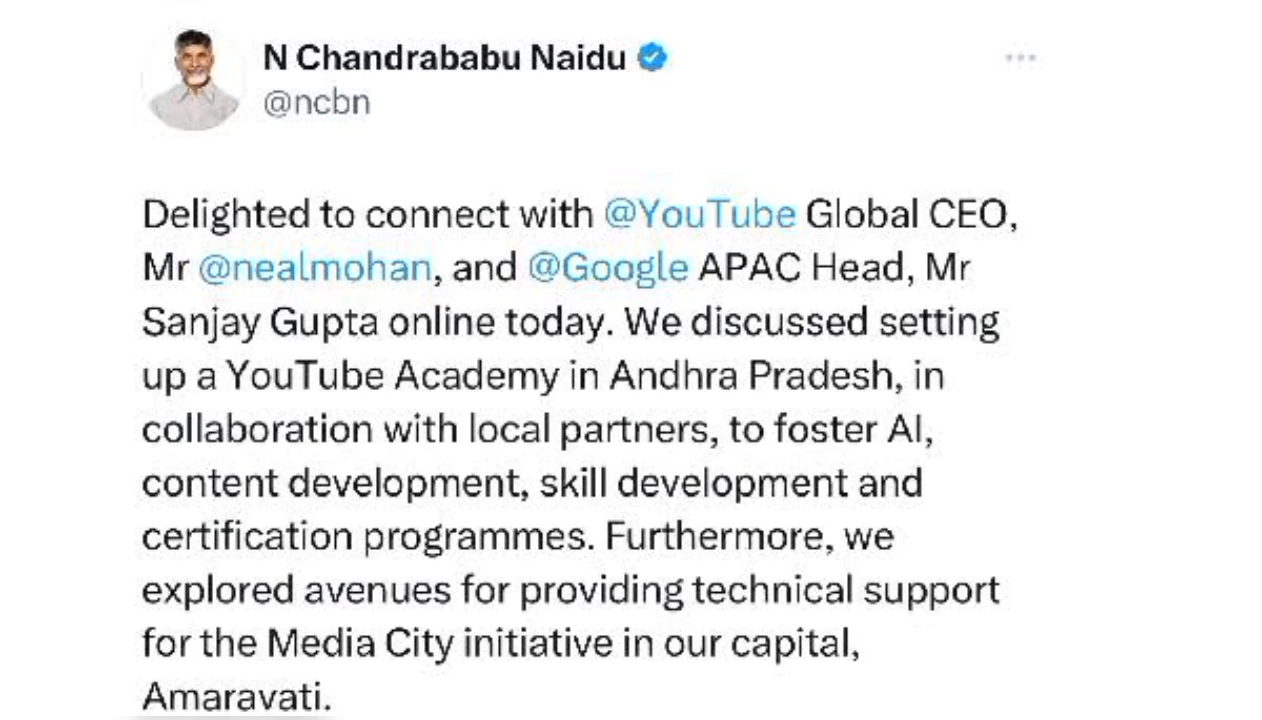 N Chandrababu Naidu
@ncbn
Delighted to connect with @YouTube Global CEO,
Mr @nealmohan, and @Google APAC Head, Mr
Sanjay Gupta online today. We discussed setting
up a YouTube Academy in Andhra Pradesh, in
collaboration with local partners, to foster AI,
content development, skill development and
certification programmes. Furthermore, we
explored avenues for providing technical support
for the Media City initiative in our capital,
Amaravati.